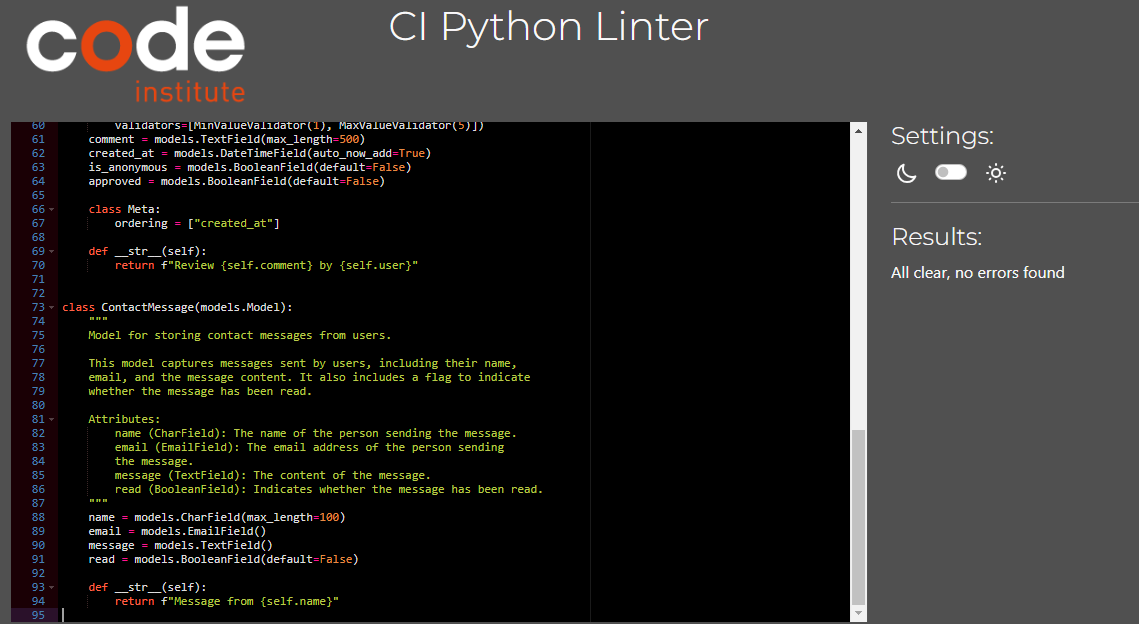 code
institute
CI Python Linter
60 validators=[MinValueValidator(1), MaxValueValidator(5)])
61 comment = models.TextField(max_length=500)
62 created_at = models.DateTimeField(auto_now_add=True)
63 is_anonymous = models.BooleanField(default=False)
64 approved = models.BooleanField(default=False)
65
66 class Meta:
67 ordering = ["created_at"]
68
69 def __str__(self):
70 return f"Review {self.comment} by {self.user}"
71
72
73 class ContactMessage(models.Model):
74 """
75 Model for storing contact messages from users.
76
77 This model captures messages sent by users, including their name,
78 email, and the message content. It also includes a flag to indicate
79 whether the message has been read.
80
81 Attributes:
82 name (CharField): The name of the person sending the message.
83 email (EmailField): The email address of the person sending
84 the message.
85 message (TextField): The content of the message.
86 read (BooleanField): Indicates whether the message has been read.
87 """
88 name = models.CharField(max_length=100)
89 email = models.EmailField()
90 message = models.TextField()
91 read = models.BooleanField(default=False)
92
93 def __str__(self):
94 return f"Message from {self.name}"
95
Settings:
Results:
All clear, no errors found